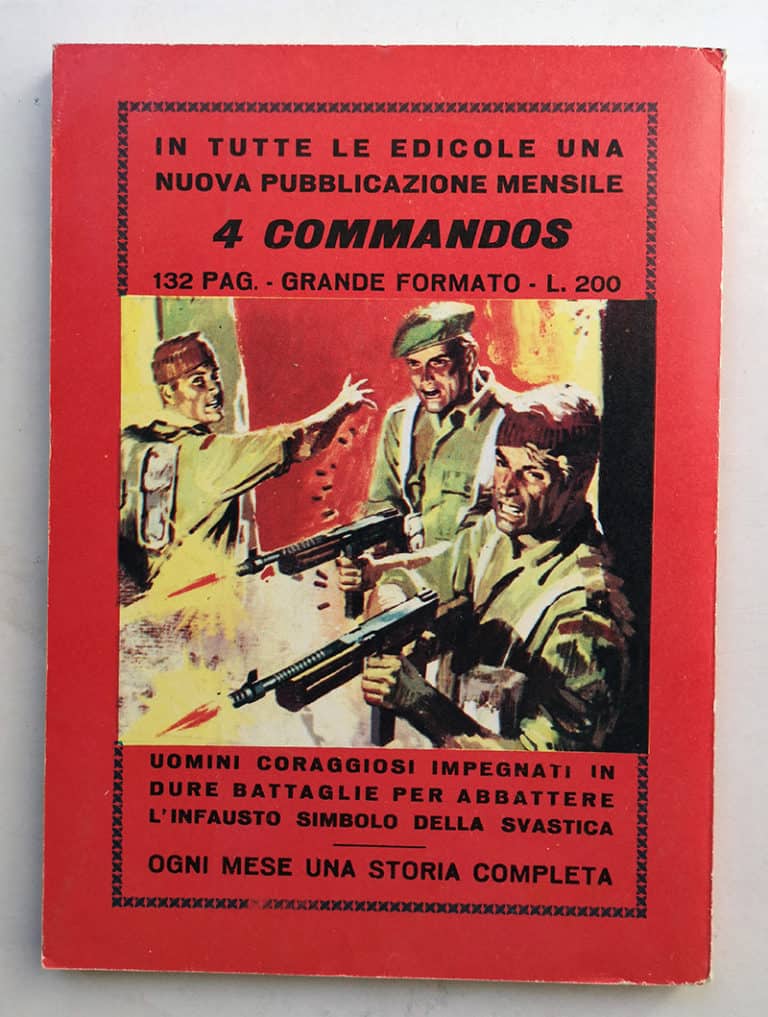 IN TUTTE LE EDICOLE UNA
NUOVA PUBBLICAZIONE MENSILE
4 COMMANDOS
132 PAG. - GRANDE FORMATO - L. 200
UOMINI CORAGGIOSI IMPEGNATI IN
DURE BATTAGLIE PER ABBATTERE
L'INFAUSTO SIMBOLO DELLA SVASTICA
OGNI MESE UNA STORIA COMPLETA